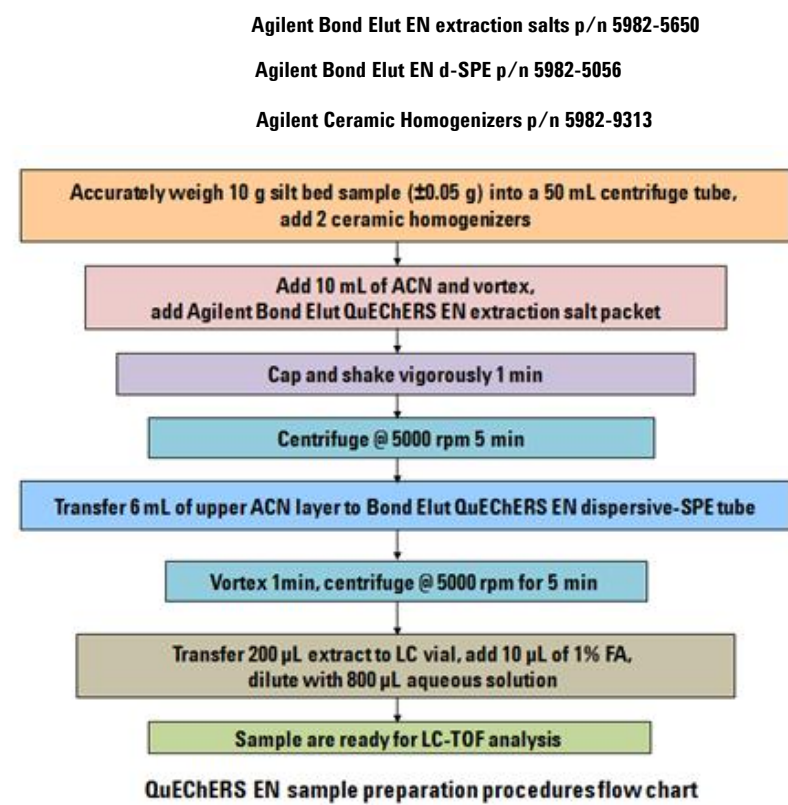 Agilent Bond Elut EN extraction salts p/n 5982-5650
Agilent Bond Elut EN d-SPE p/n 5982-5056
Agilent Ceramic Homogenizers p/n 5982-9313
Accurately weigh 10 g silt bed sample (±0.05 g) into a 50 mL centrifuge tube,
add 2 ceramic homogenizers
Add 10 mL of ACN and vortex,
add Agilent Bond Elut QuEChERS EN extraction salt packet
Cap and shake vigorously 1 min
Centrifuge @ 5000 rpm 5 min
Transfer 6 mL of upper ACN layer to Bond Elut QuEChERS EN dispersive-SPE tube
Vortex 1min, centrifuge @ 5000 rpm for 5 min
Transfer 200 µL extract to LC vial, add 10 µL of 1% FA,
dilute with 800 µL aqueous solution
Sample are ready for LC-TOF analysis
QuEChERS EN sample preparation procedures flow chart